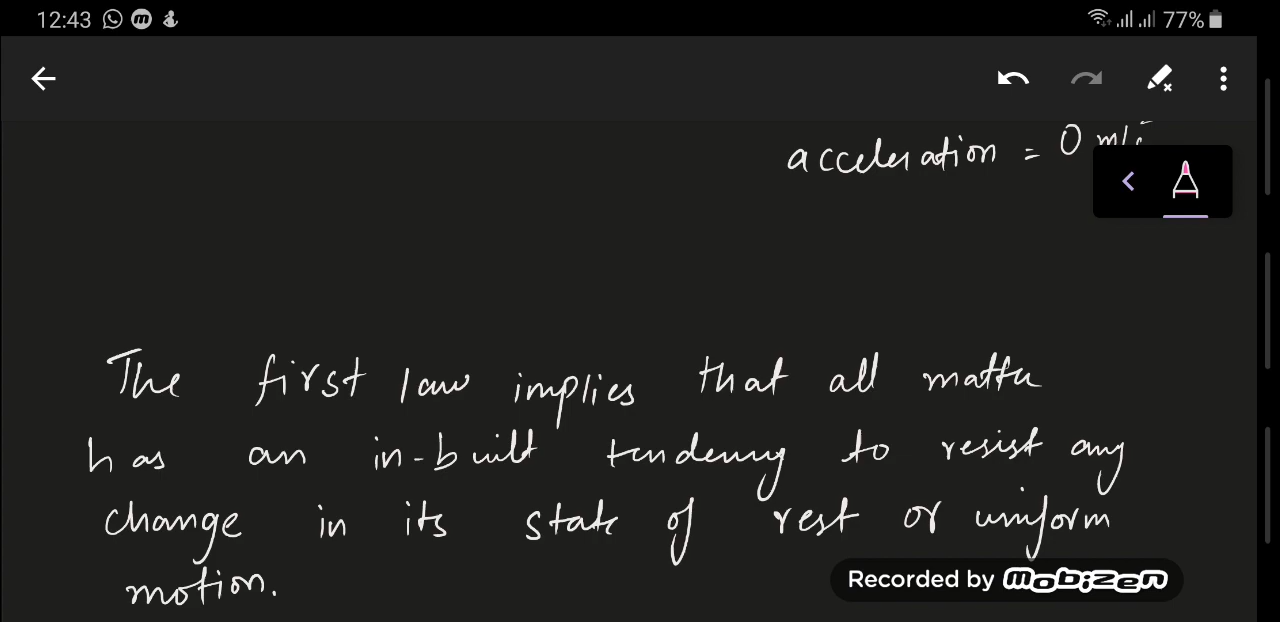 12:43
77%
acceleration = 0
The first law implies that all matter
has an in-built tendency to resist any
change in its state of rest or uniform
motion.
Recorded by Mobizen